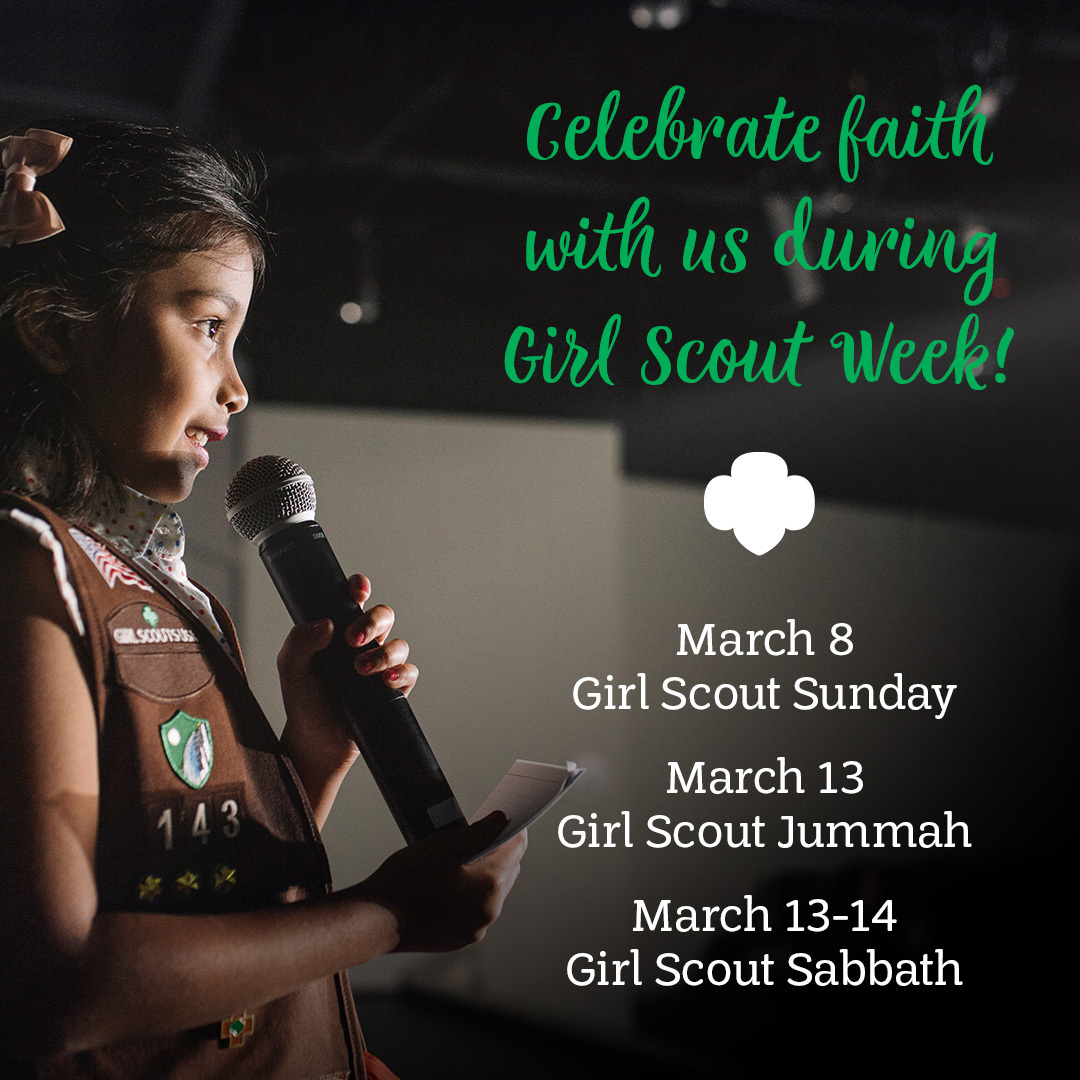 Celebrate faith
with us during
Girl Scout Week!
March 8
Girl Scout Sunday
March 13
Girl Scout Jummah
March 13-14
Girl Scout Sabbath
GIRL SCOUTS USA
143